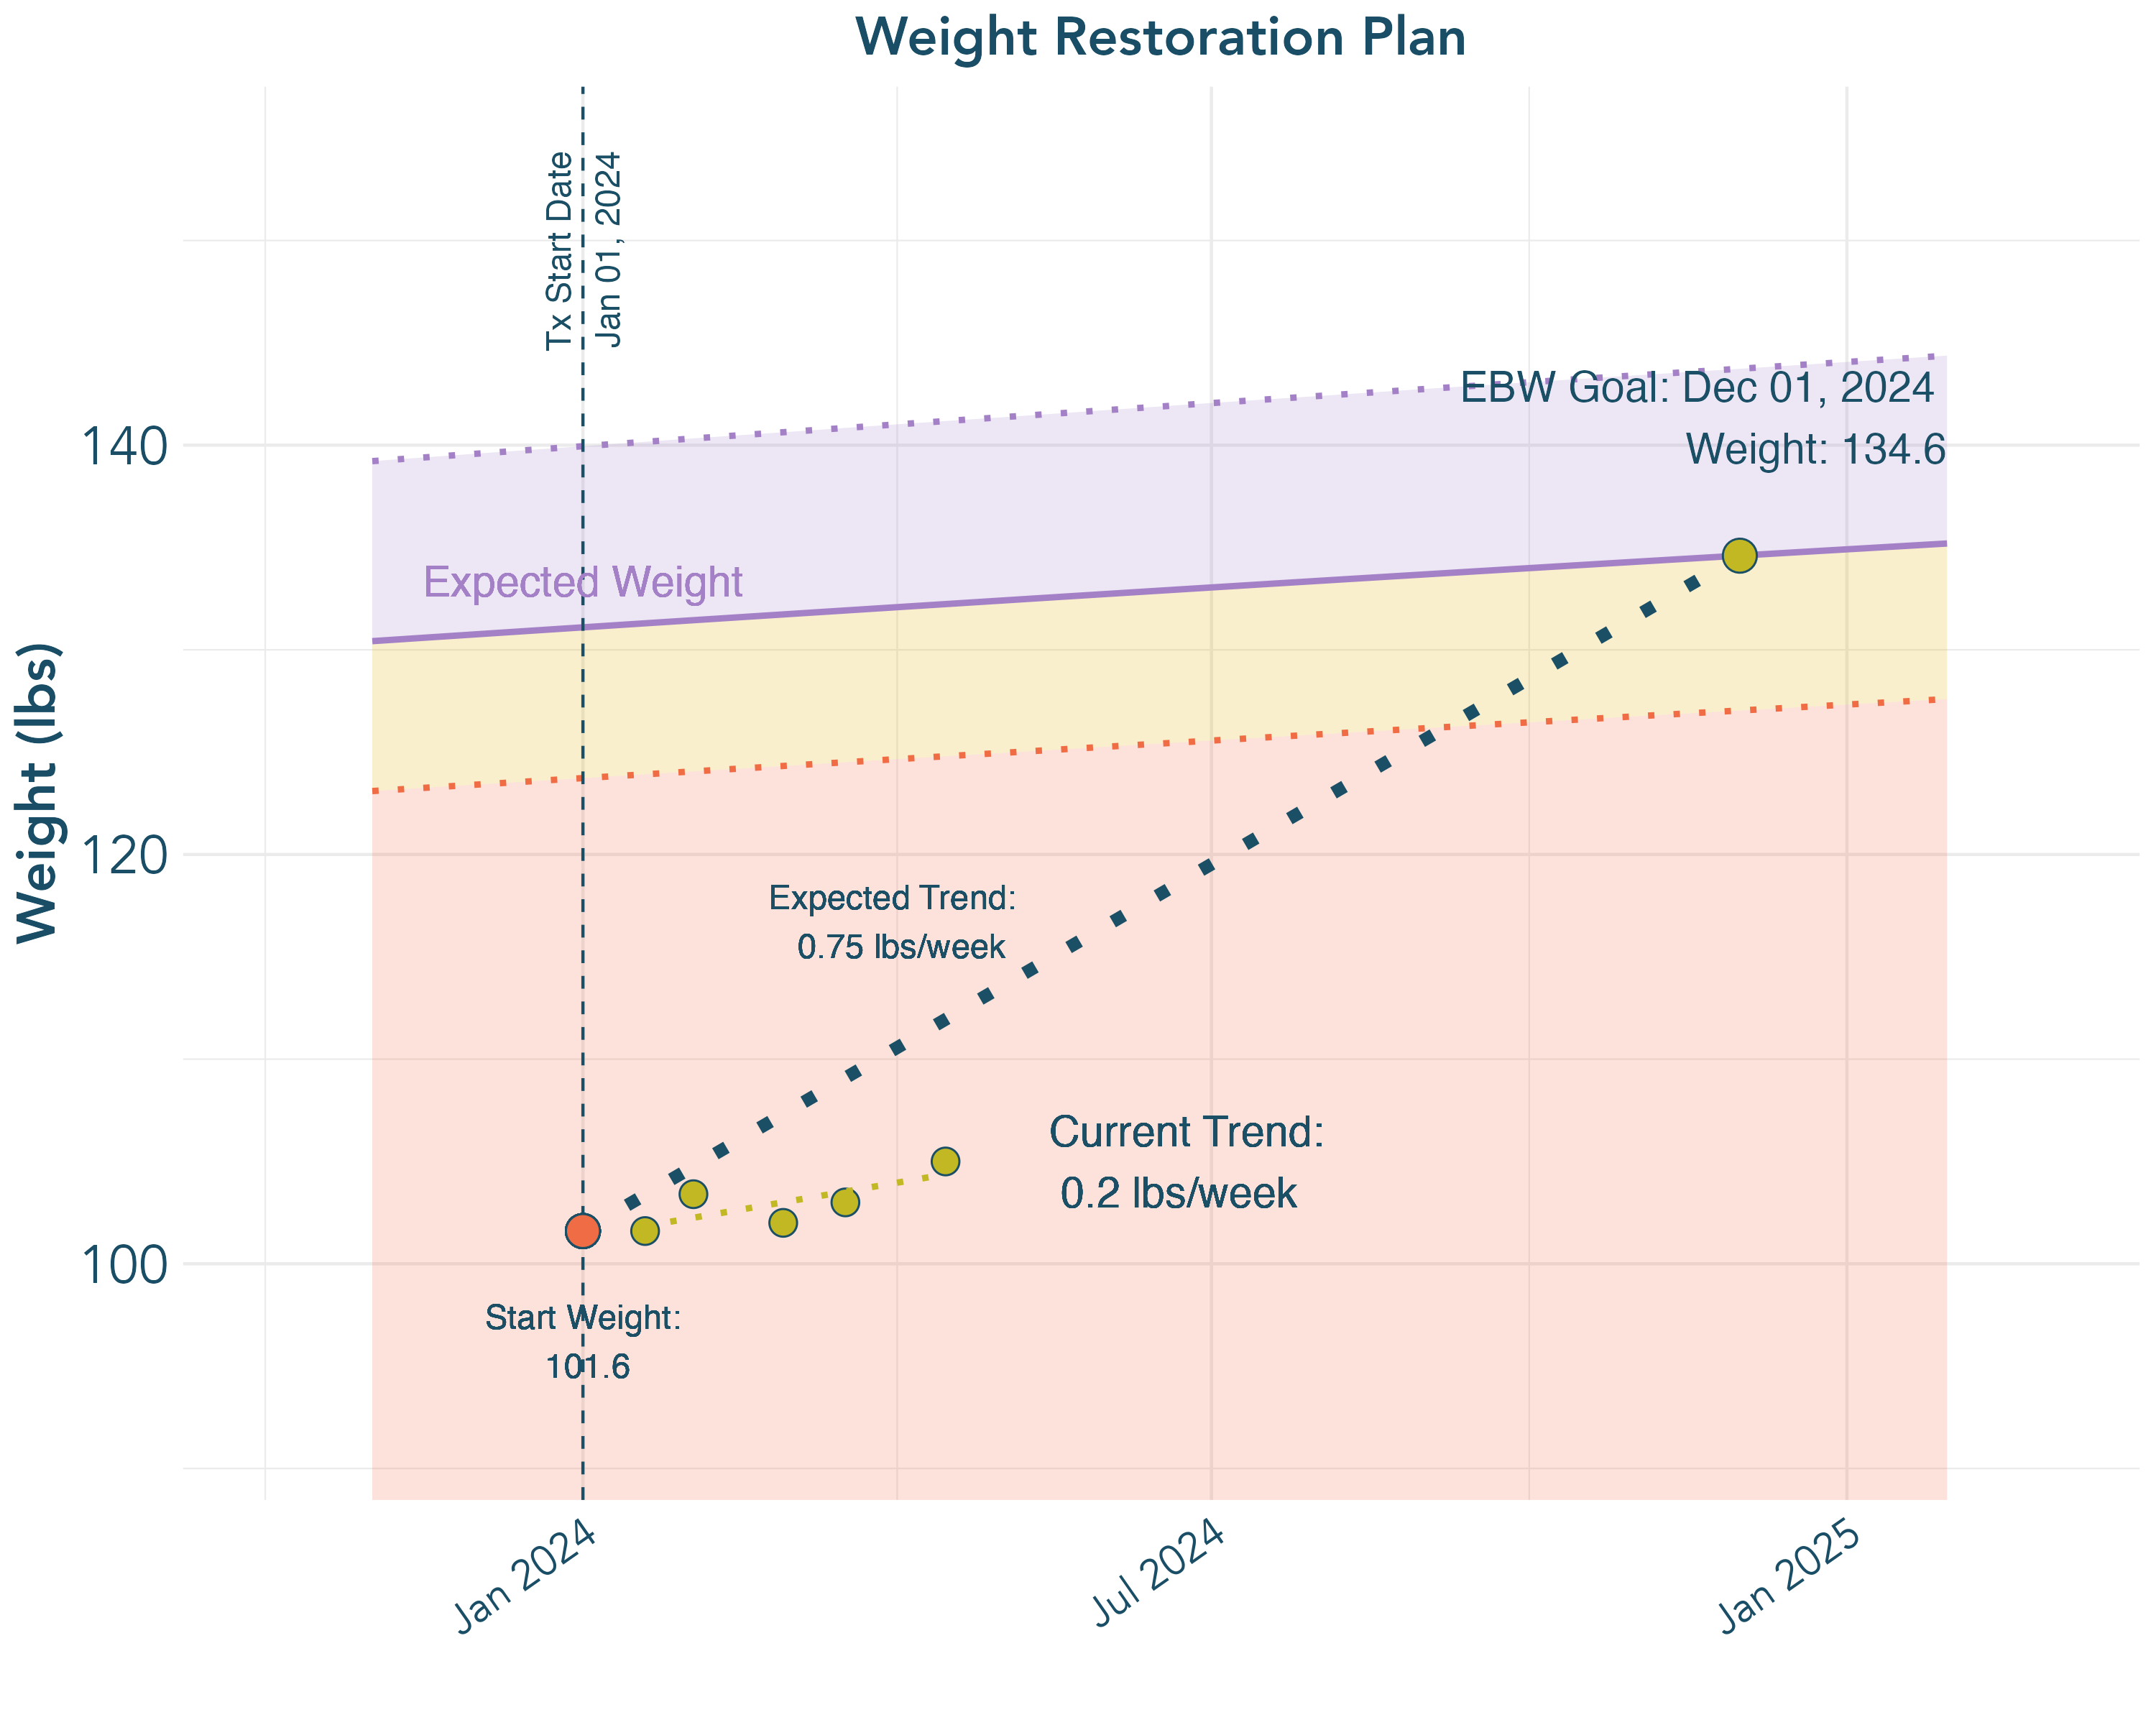 Weight Restoration Plan
Tx Start Date
Jan 01, 2024
EBW Goal: Dec 01, 2024
Weight: 134.6
140
Expected Weight
Weight (lbs)
120
Expected Trend:
0.75 lbs/week
Current Trend:
0.2 lbs/week
100
Start Weight:
101.6
Jan 2024
Jul 2024
Jan 2025